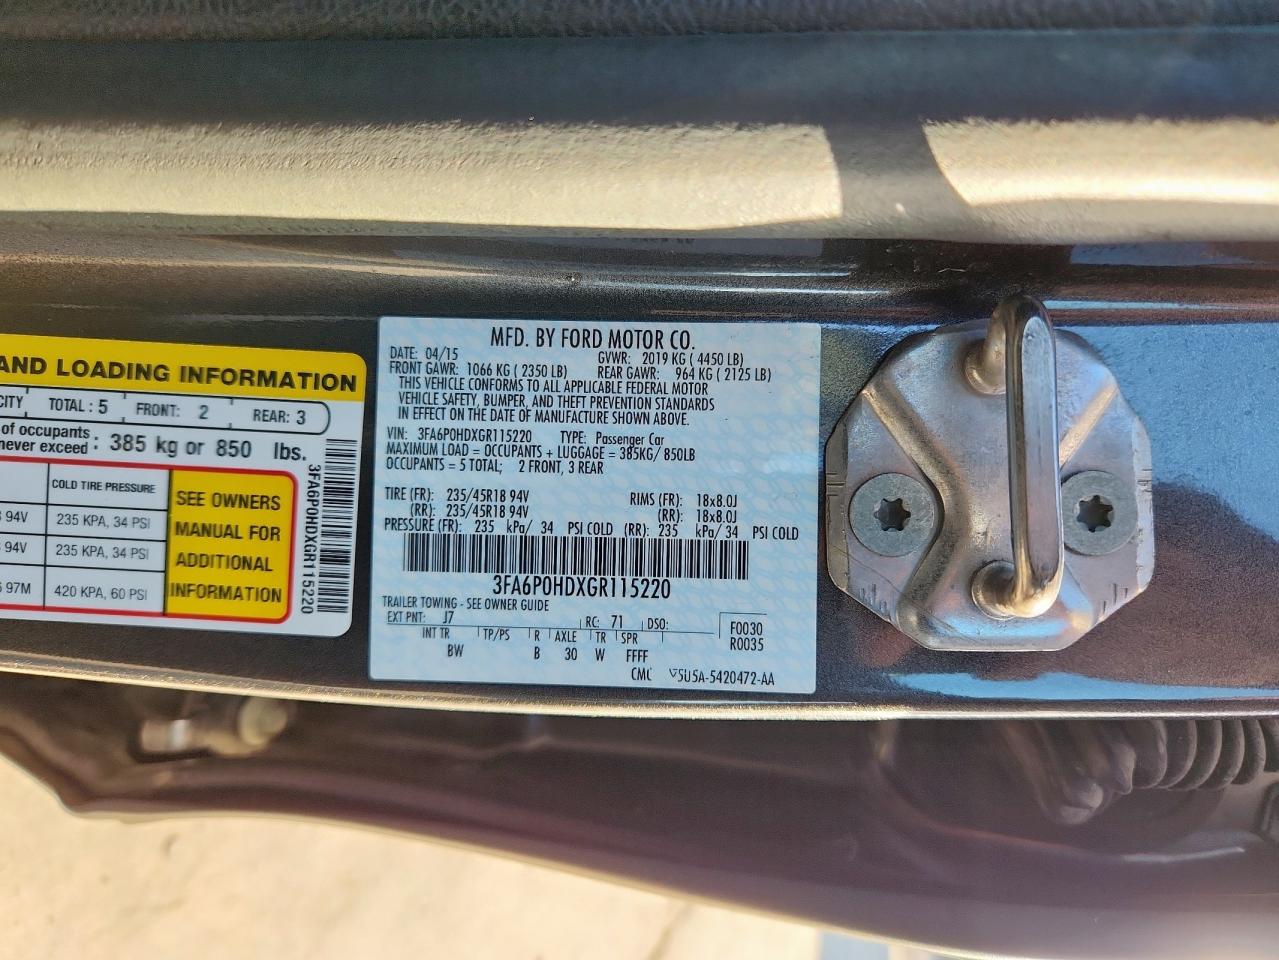 AND LOADING INFORMATION
CITY TOTAL : 5 FRONT: 2 REAR: 3
of occupants
never exceed : 385 kg or 850 lbs.
COLD TIRE PRESSURE
94V 235 KPA, 34 PSI
94V 235 KPA, 34 PSI
97M 420 KPA, 60 PSI
SEE OWNERS
MANUAL FOR
ADDITIONAL
INFORMATION
3FA6P0HDXGR115220
MFD. BY FORD MOTOR CO.
DATE: 04/15 GVWR: 2019 KG ( 4450 LB)
FRONT GAWR: 1066 KG ( 2350 LB) REAR GAWR: 964 KG ( 2125 LB)
THIS VEHICLE CONFORMS TO ALL APPLICABLE FEDERAL MOTOR
VEHICLE SAFETY, BUMPER, AND THEFT PREVENTION STANDARDS
IN EFFECT ON THE DATE OF MANUFACTURE SHOWN ABOVE.
VIN: 3FA6P0HDXGR115220 TYPE: Passenger Car
MAXIMUM LOAD = OCCUPANTS + LUGGAGE = 385KG/ 850LB
OCCUPANTS = 5 TOTAL; 2 FRONT, 3 REAR
TIRE (FR): 235/45R18 94V RIMS (FR): 18x8.0J
(RR): 235/45R18 94V (RR): 18x8.0J
PRESSURE (FR): 235 kPa/ 34 PSI COLD (RR): 235 kPa/ 34 PSI COLD
3FA6P0HDXGR115220
TRAILER TOWING - SEE OWNER GUIDE
EXT PNT: J7 RC: 71 DSO: F0030
INT TR TP/PS R AXLE TR SPR R0035
BW B 30 W FFFF
CMC SU5A-5420472-AA